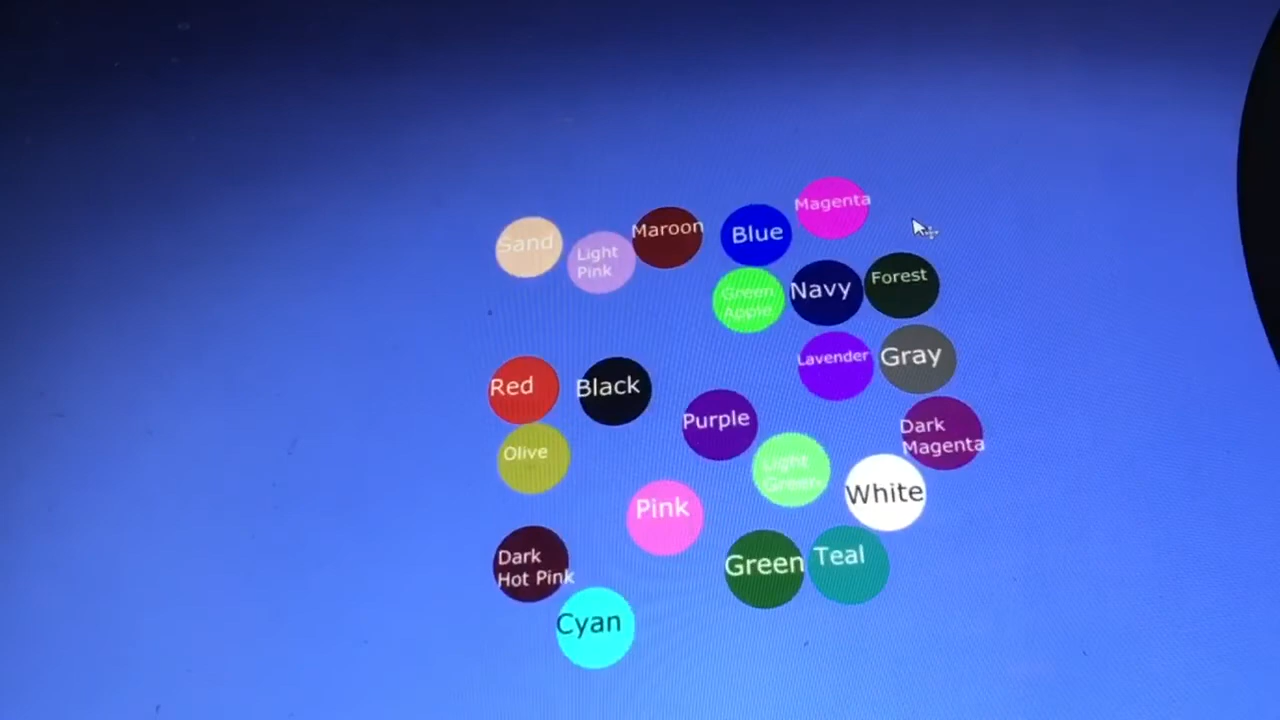 Magenta
Sand
Light
Pink
Maroon
Blue
Green
Apple
Navy
Forest
Lavender
Gray
Red
Black
Purple
Dark
Magenta
Olive
Light
Green
White
Pink
Dark
Hot Pink
Green
Teal
Cyan